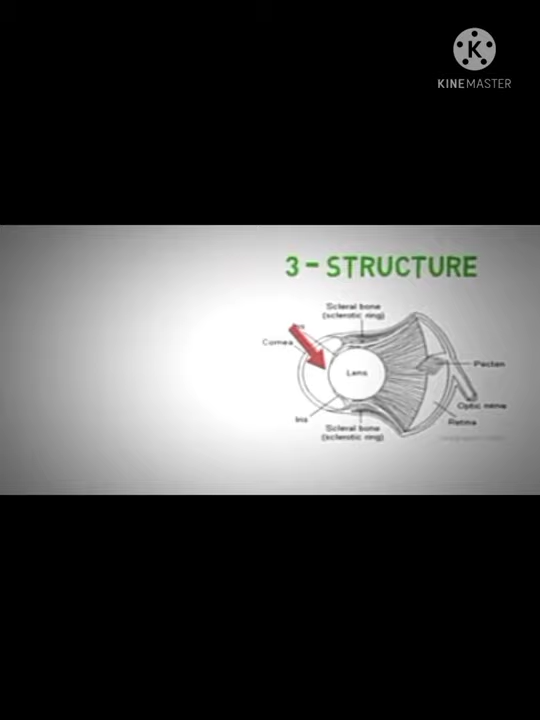 K
KINEMASTER
3 - STRUCTURE
Scleral bone
(sclerotic ring)
Cornea
Lens
Pecten
Optic nerve
Retina
Iris
Scleral bone
(sclerotic ring)